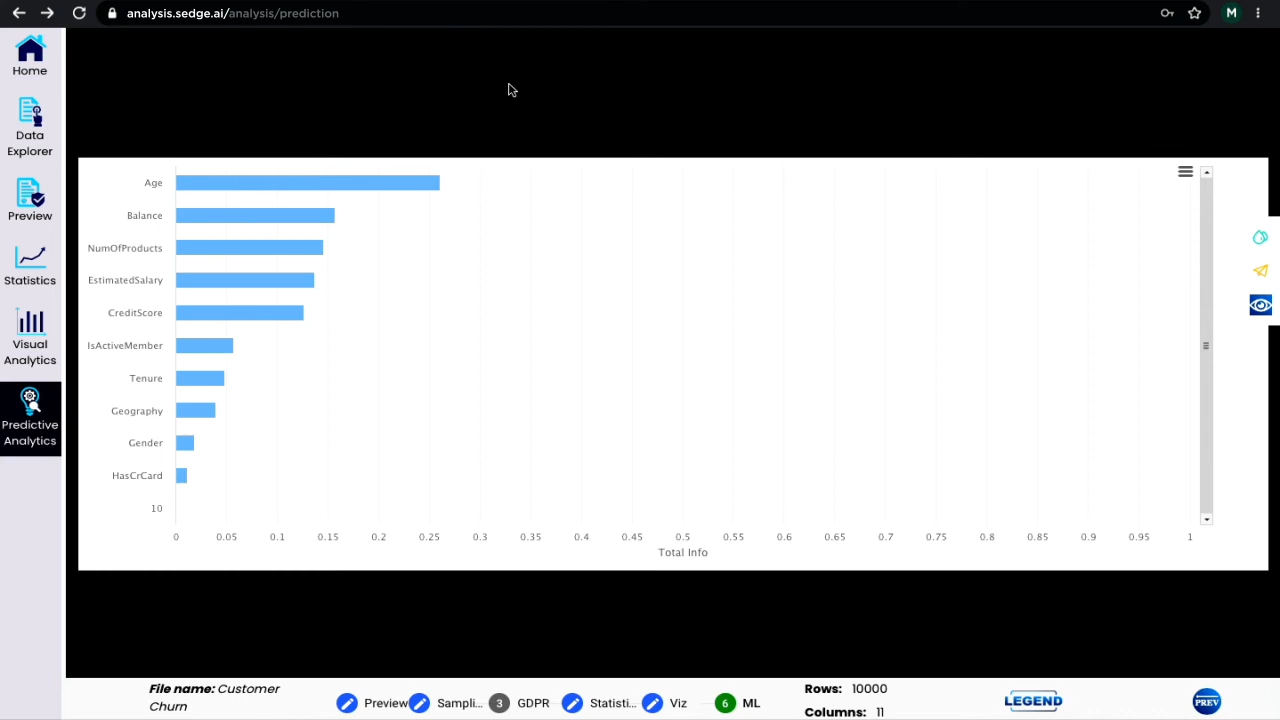 analysis.sedge.ai/analysis/prediction
M
Home
Data
Explorer
Preview
Statistics
Visual
Analytics
Predictive
Analytics
Age
Balance
NumOfProducts
EstimatedSalary
CreditScore
IsActiveMember
Tenure
Geography
Gender
HasCrCard
10
0 0.05 0.1 0.15 0.2 0.25 0.3 0.35 0.4 0.45 0.5 0.55 0.6 0.65 0.7 0.75 0.8 0.85 0.9 0.95 1
Total Info
File name: Customer
Churn
Preview Sampli... 3 GDPR Statisti... Viz 6 ML
Rows: 10000
Columns: 11
LEGEND
PREV